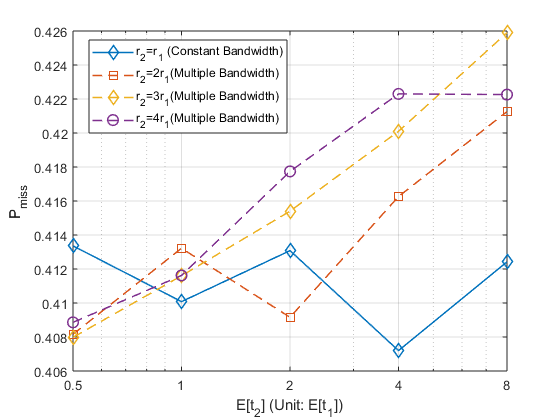 0.426
0.424
0.422
0.42
0.418
0.416
0.414
0.412
0.41
0.408
0.406
P_miss
r_2=r_1 (Constant Bandwidth)
r_2=2r_1(Multiple Bandwidth)
r_2=3r_1(Multiple Bandwidth)
r_2=4r_1(Multiple Bandwidth)
0.5 1 2 4 8
E[t_2] (Unit: E[t_1])